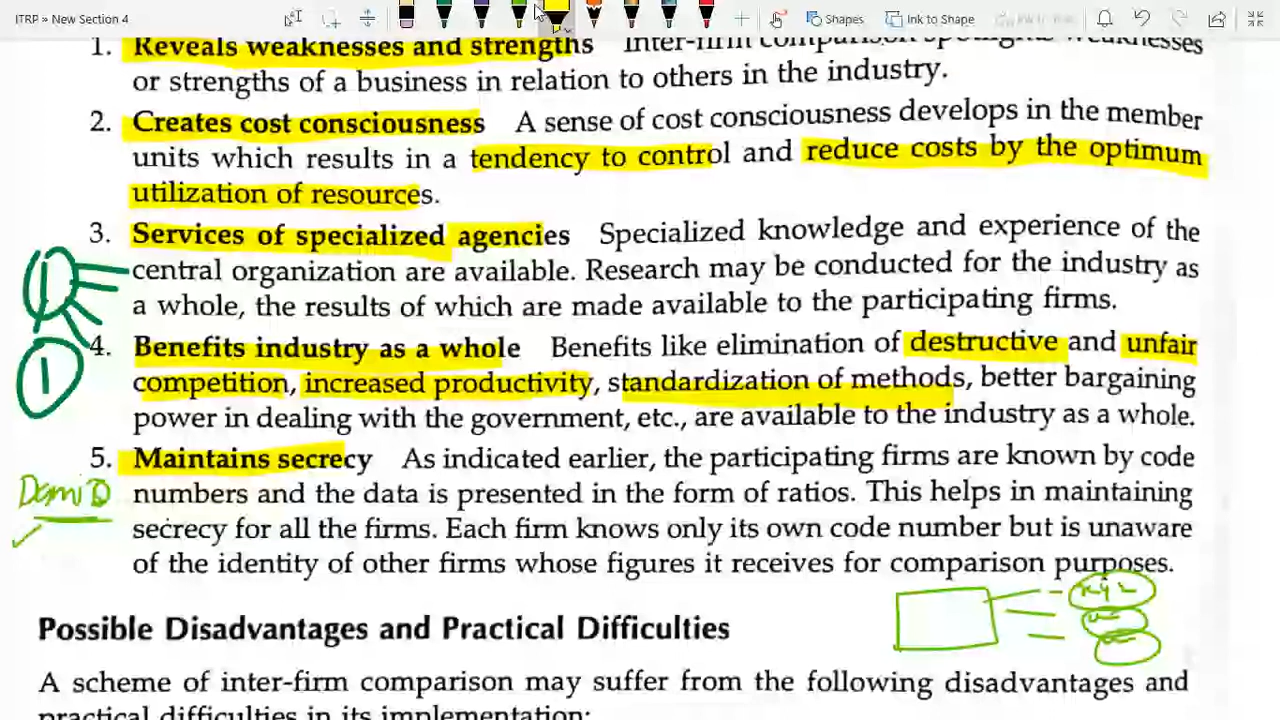 ITRP » New Section 4
Shapes
Ink to Shape
1. Reveals weaknesses and strengths Inter-firm comparison spotlights weaknesses
or strengths of a business in relation to others in the industry.
2. Creates cost consciousness A sense of cost consciousness develops in the member
units which results in a tendency to control and reduce costs by the optimum
utilization of resources.
3. Services of specialized agencies Specialized knowledge and experience of the
central organization are available. Research may be conducted for the industry as
a whole, the results of which are made available to the participating firms.
4. Benefits industry as a whole Benefits like elimination of destructive and unfair
competition, increased productivity, standardization of methods, better bargaining
power in dealing with the government, etc., are available to the industry as a whole.
5. Maintains secrecy As indicated earlier, the participating firms are known by code
numbers and the data is presented in the form of ratios. This helps in maintaining
secrecy for all the firms. Each firm knows only its own code number but is unaware
of the identity of other firms whose figures it receives for comparison purposes.
Possible Disadvantages and Practical Difficulties
A scheme of inter-firm comparison may suffer from the following disadvantages and
practical difficulties in its implementation: